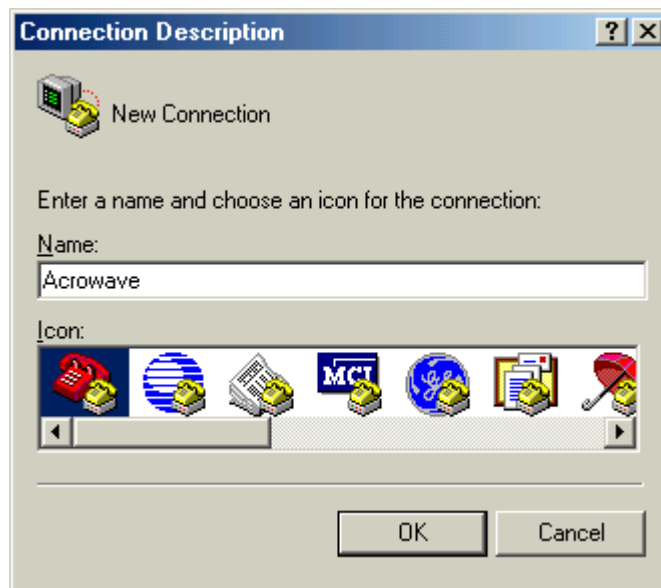 Connection Description
New Connection
Enter a name and choose an icon for the connection:
Name:
Acrowave
Icon:
MCI
OK Cancel